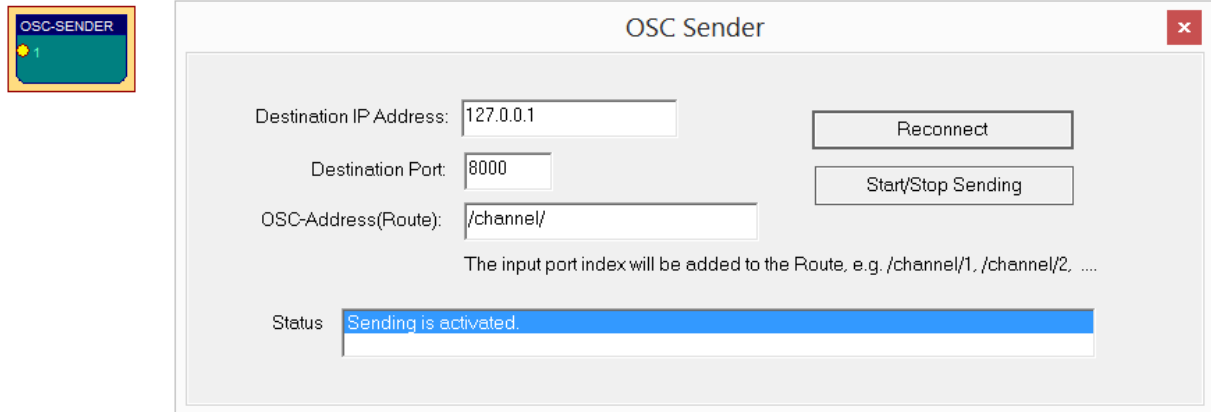 OSC-SENDER
1
OSC Sender
x
Destination IP Address: 127.0.0.1
Reconnect
Destination Port: 8000
Start/Stop Sending
OSC-Address(Route): /channel/
The input port index will be added to the Route, e.g. /channel/1, /channel/2, ....
Status Sending is activated.